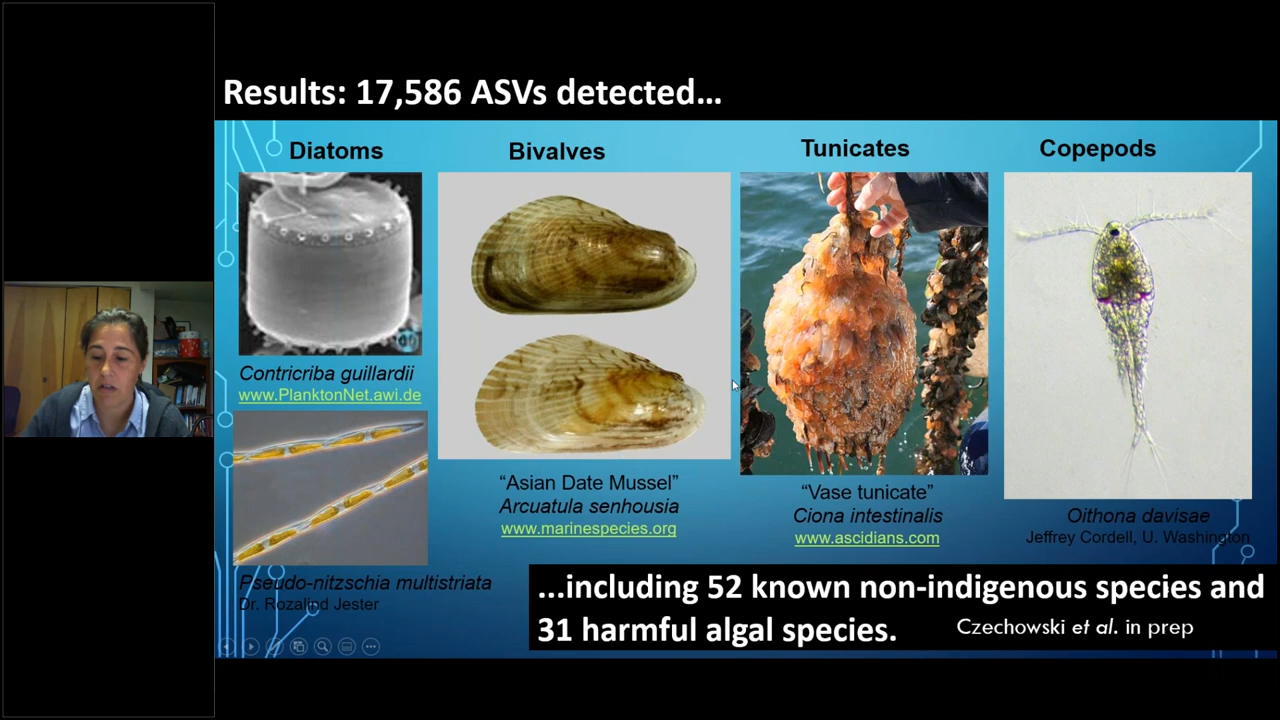 Results: 17,586 ASVs detected...
Diatoms
Contricriba guillardii
www.PlanktonNet.awi.de
Pseudo-nitzschia multistriata
Dr. Rozalind Jester
Bivalves
“Asian Date Mussel”
Arcuatula senhousia
www.marinespecies.org
Tunicates
“Vase tunicate”
Ciona intestinalis
www.ascidians.com
Copepods
Oithona davisae
Jeffrey Cordell, U. Washington
...including 52 known non-indigenous species and
31 harmful algal species.
Czechowski et al. in prep